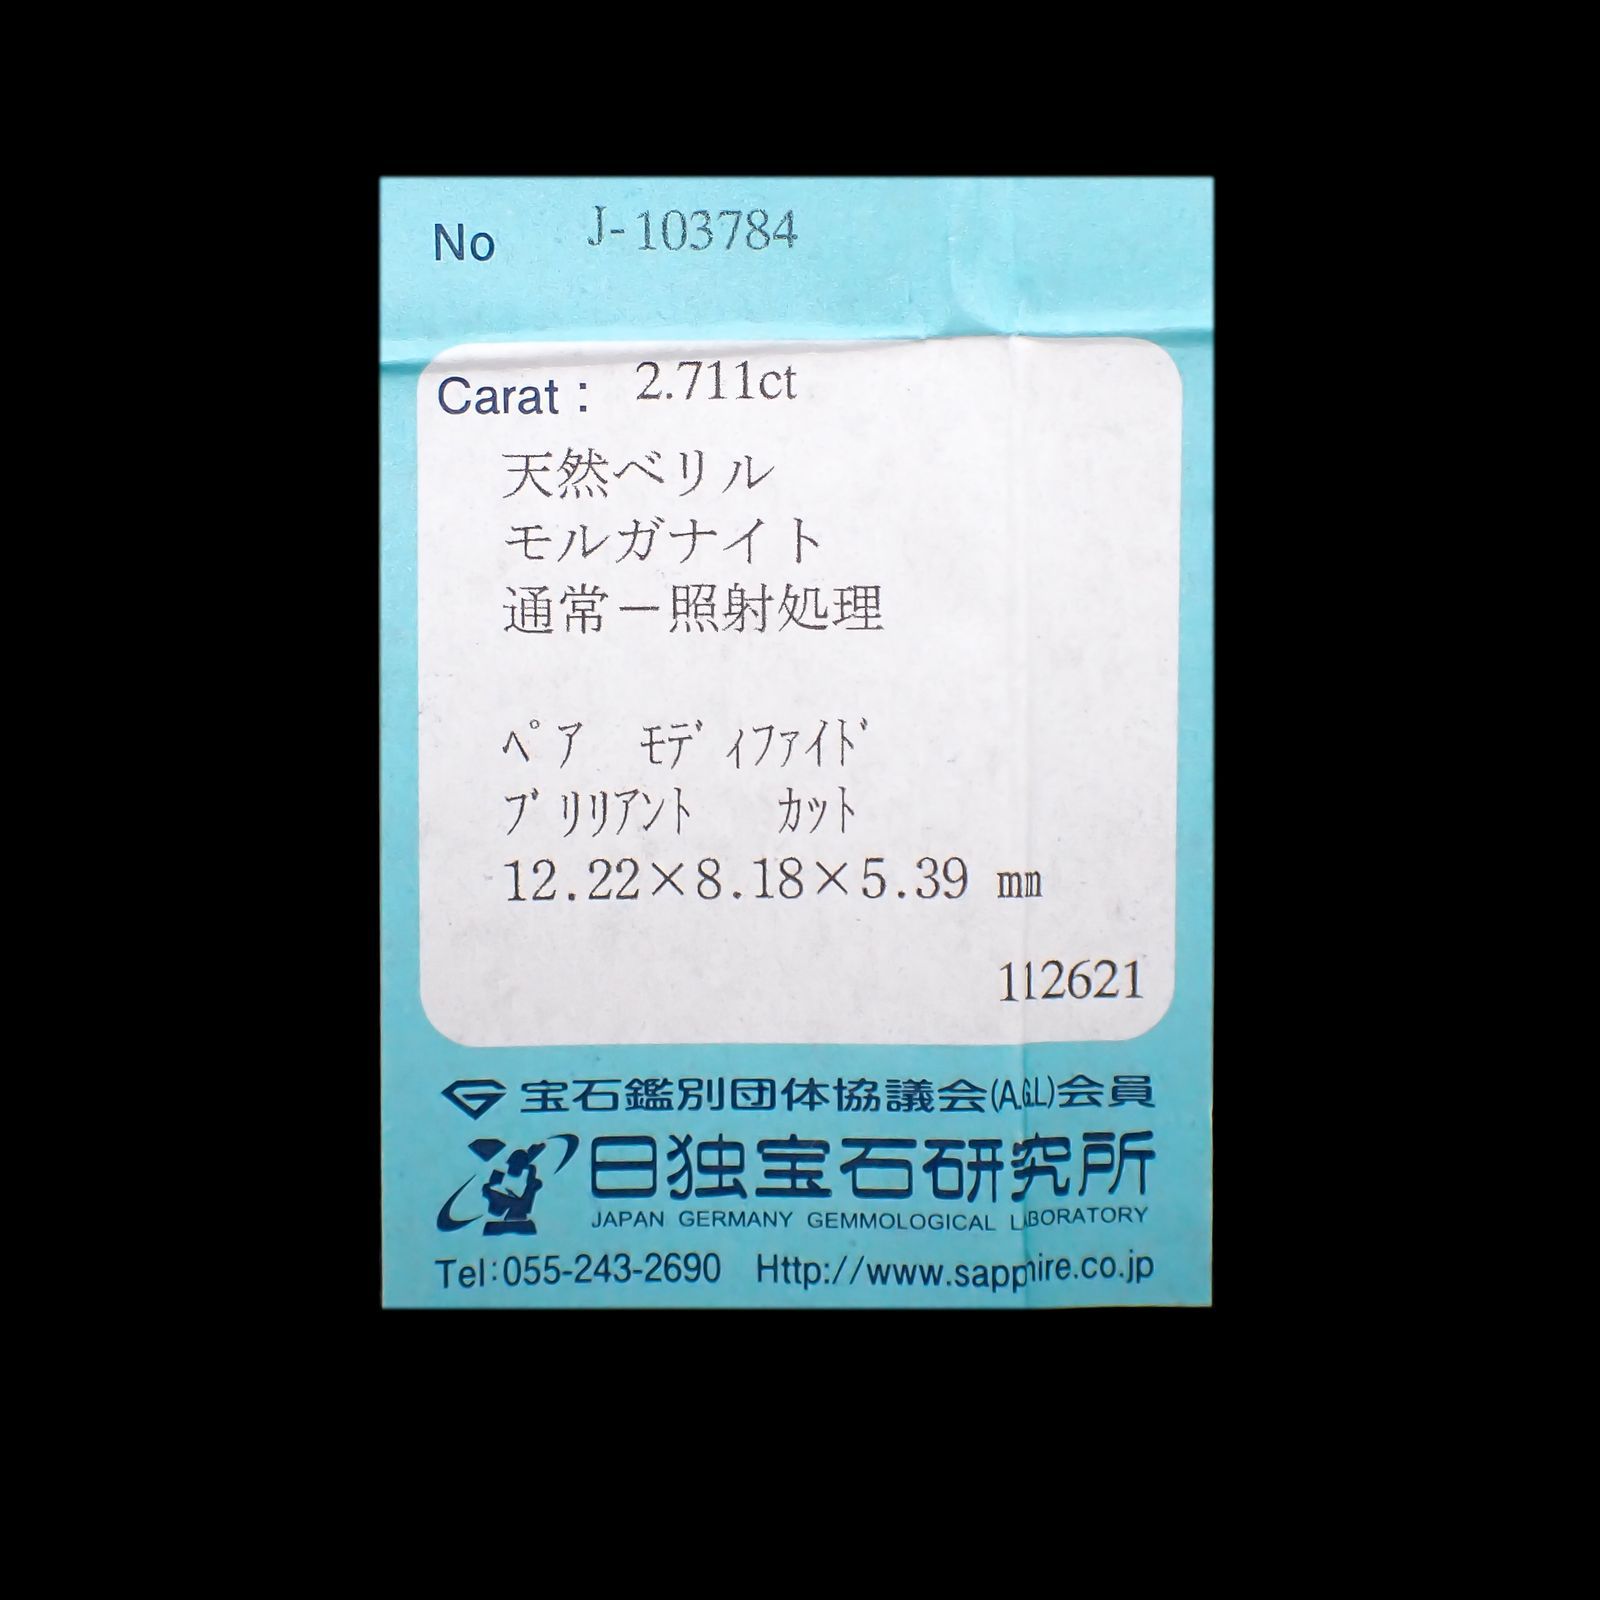 No J-103784
Carat : 2.711ct
天然ベリル
モルガナイト
通常－照射処理
ﾍﾟｱ ﾓﾃﾞｨﾌｧｲﾄﾞ
ﾌﾞﾘﾘｱﾝﾄ ｶｯﾄ
12.22×8.18×5.39 mm
112621
宝石鑑別団体協議会(A.G.L)会員
日独宝石研究所
JAPAN GERMANY GEMMOLOGICAL LABORATORY
Tel:055-243-2690 Http://www.sapphire.co.jp